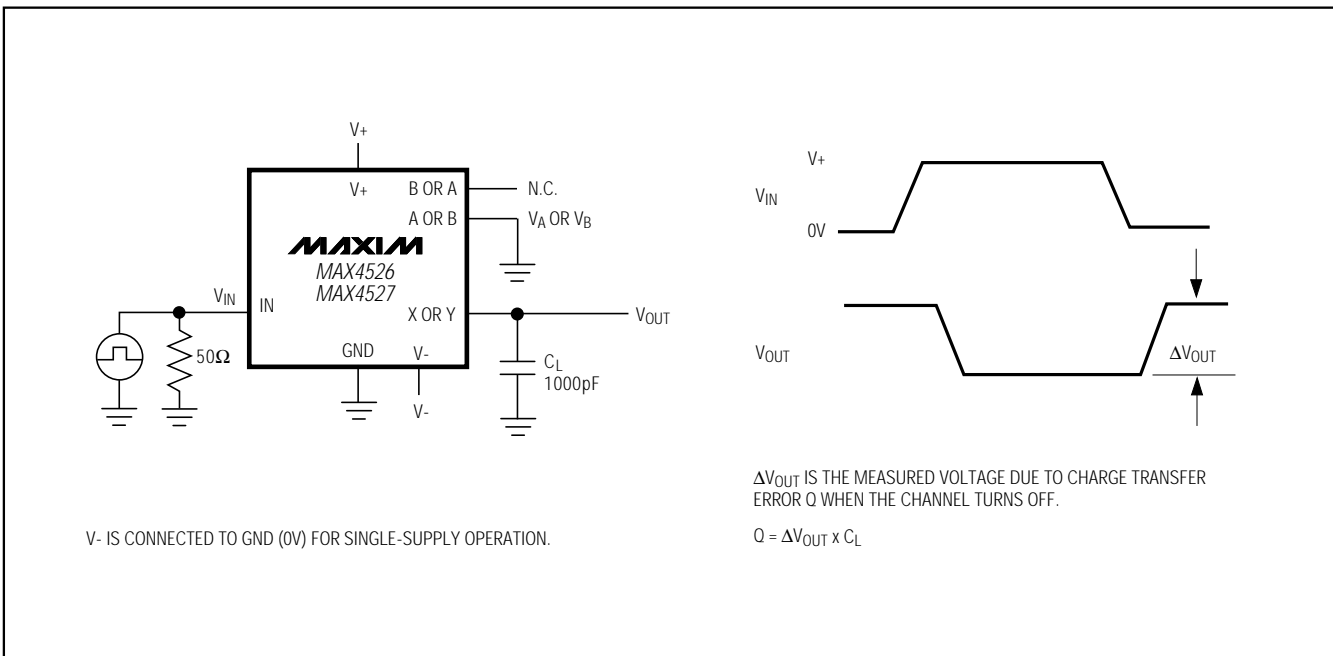 V+
V+
B OR A
N.C.
A OR B
VA OR VB
MAXIM
MAX4526
MAX4527
VIN
IN
X OR Y
VOUT
50Ω
GND
V-
CL
1000pF
V-
V- IS CONNECTED TO GND (0V) FOR SINGLE-SUPPLY OPERATION.
V+
VIN
0V
VOUT
ΔVOUT
ΔVOUT IS THE MEASURED VOLTAGE DUE TO CHARGE TRANSFER
ERROR Q WHEN THE CHANNEL TURNS OFF.
Q = ΔVOUT x CL